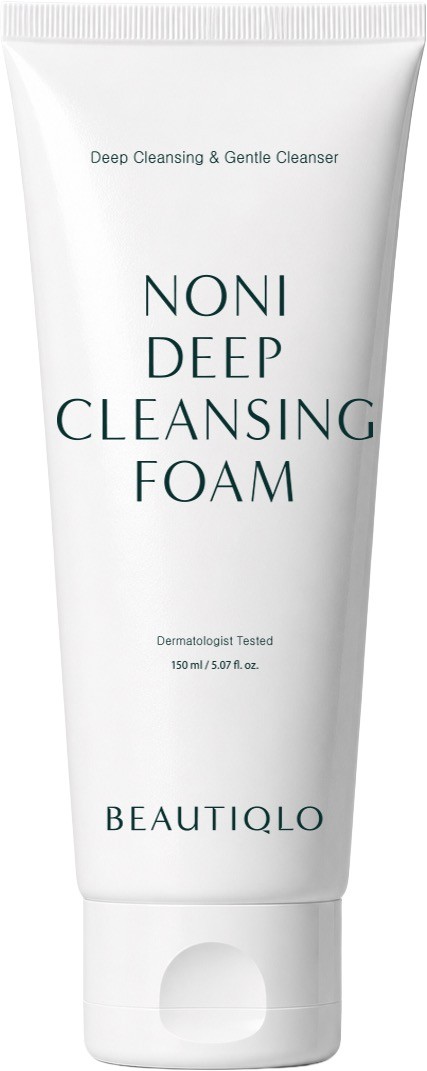 Deep Cleansing & Gentle Cleanser
NONI
DEEP
CLEANSING
FOAM
Dermatologist Tested
150 ml / 5.07 fl. oz.
BEAUTIQLO